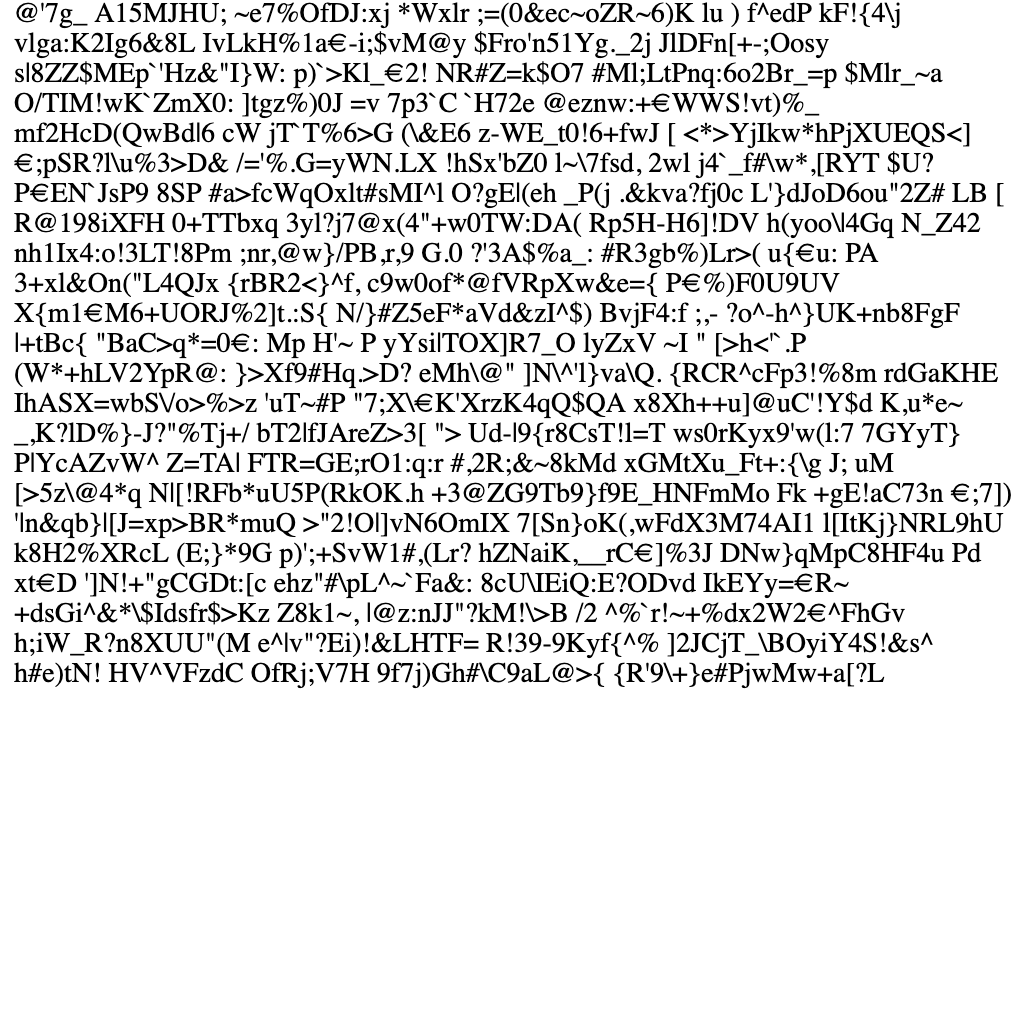 @'7g_ A15MJHU; ~e7%OfDJ:xj *Wxlr ;=(0&ec~oZR~6)K lu ) f^edP kF!{4\j
vlga:K2Ig6&8L IvLkH%1a€-i;$vM@y $Fro'n51Yg._2j JlDFn[+-;Oosy
s|8ZZ$MEp`'Hz&"I}W: p)`>Kl_€2! NR#Z=k$O7 #Ml;LtPnq:6o2Br_=p $Mlr_~a
O/TIM!wK`ZmX0: ]tgz%)0J =v 7p3`C `H72e @eznw:+€WWS!vt)%_
mf2HcD(QwBd|6 cW jT`T%6>G (\&E6 z-WE_t0!6+fwJ [ <*>YjIkw*hPjXUEQS<]
€;pSR?l\u%3>D& /='%.G=yWN.LX !hSx'bZ0 l~\7fsd, 2wl j4`_f#\w*,[RYT $U?
P€EN`JsP9 8SP #a>fcWqOxlt#sMI^l O?gE|(eh _P(j .&kva?fj0c L'}dJoD6ou"2Z# LB [
R@198iXFH 0+TTbxq 3yl?j7@x(4"+w0TW:DA( Rp5H-H6]!DV h(yoo\|4Gq N_Z42
nh1Ix4:o!3LT!8Pm ;nr,@w}/PB,r,9 G.0 ?'3A$%a_: #R3gb%)Lr>( u{€u: PA
3+xl&On("L4QJx {rBR2<}^f, c9w0of*@fVRpXw&e={ P€%)F0U9UV
X{m1€M6+UORJ%2]t.:S{ N/}#Z5eF*aVd&zI^$) BvjF4:f ;,- ?o^-h^}UK+nb8FgF
|+tBc{ "BaC>q*=0€: Mp H'~ P yYsi|TOX]R7_O lyZxV ~I " [>h<'`.P
(W*+hLV2YpR@: }>Xf9#Hq.>D? eMh\@" ]N\^'l}va\Q. {RCR^cFp3!%8m rdGaKHE
IhASX=wbS\/o>%>z 'uT~#P "7;X\€K'XrzK4qQ$QA x8Xh++u]@uC'!Y$d K,u*e~
_,K?lD%}-J?"%Tj+/ bT2|fJAreZ>3[ "> Ud-|9{r8CsT!l=T ws0rKyx9'w(l:7 7GYyT}
P|YcAZvW^ Z=TA| FTR=GE;rO1:q:r #,2R;&~8kMd xGMtXu_Ft+:{\g J; uM
[>5z\@4*q N|[!RFb*uU5P(RkOK.h +3@ZG9Tb9}f9E_HNFmMo Fk +gE!aC73n €;7])
'|n&qb}|[J=xp>BR*muQ >"2!O|]vN6OmIX 7[Sn}oK(,wFdX3M74AI1 l[ItKj}NRL9hU
k8H2%XRcL (E;}*9G p)';+SvW1#,(Lr? hZNaiK,__rC€]%3J DNw}qMpC8HF4u Pd
xt€D ']N!+"gCGDt:[c ehz"#\pL^~`Fa&: 8cU\IEiQ:E?ODvd IkEYy=€R~
+dsGi^&*\$Idsfr$>Kz Z8k1~, |@z:nJJ"?kM!\>B /2 ^%`r!~+%dx2W2€^FhGv
h;iW_R?n8XUU"(M e^|v"?Ei)!&LHTF= R!39-9Kyf{^% ]2JCjT_\BOyiY4S!&s^
h#e)tN! HV^VFzdC OfRj;V7H 9f7j)Gh#\C9aL@>{ {R'9\+}e#PjwMw+a[?L